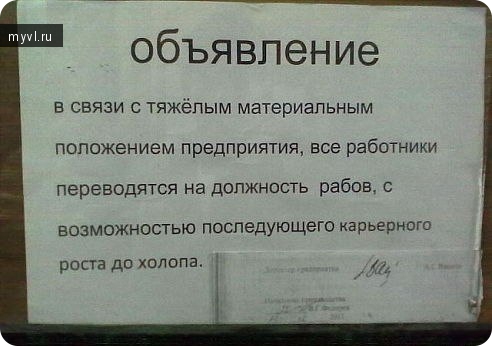 myvl.ru
объявление
в связи с тяжёлым материальным
положением предприятия, все работники
переводятся на должность рабов, с
возможностью последующего карьерного
роста до холопа.